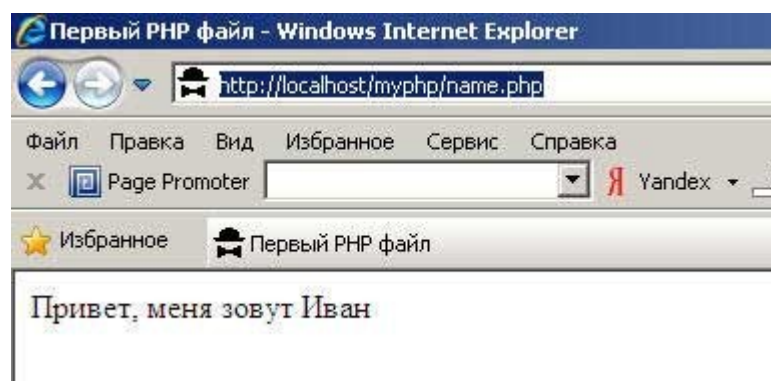 Первый PHP файл - Windows Internet Explorer
http://localhost/myphp/name.php
Файл Правка Вид Избранное Сервис Справка
Page Promoter Я Yandex
Избранное Первый PHP файл
Привет, меня зовут Иван